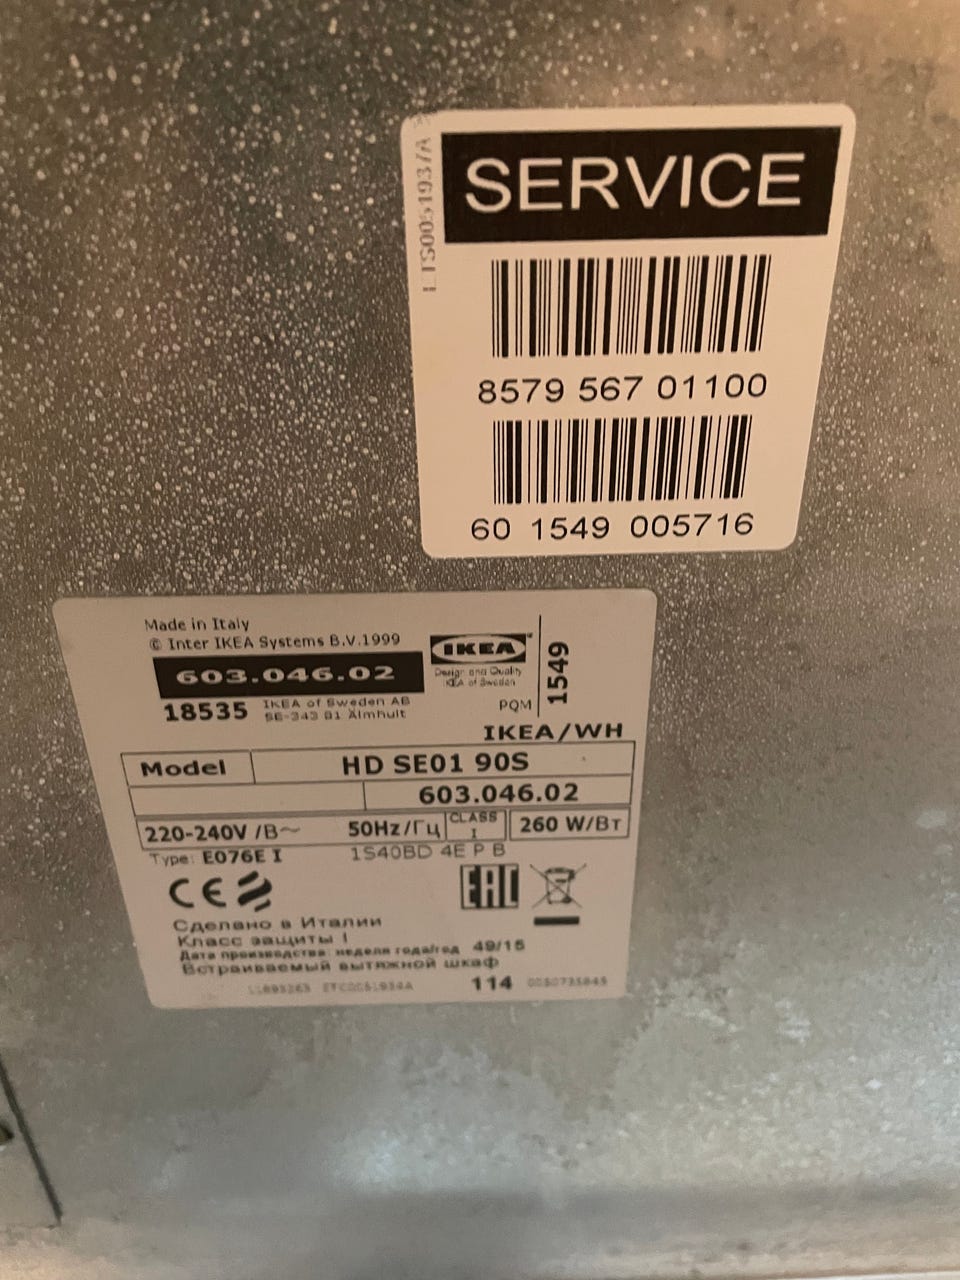 SERVICE
8579 567 01100
60 1549 005716
Made in Italy
© Inter IKEA Systems B.V.1999
603.046.02
18535
IKEA of Sweden AB
SE-343 81 Älmhult
IKEA
Design and Quality
IKEA of Sweden
PQM
1549
IKEA/WH
Model HD SE01 90S
603.046.02
220-240V /В~ 50Hz/Гц CLASS I 260 W/Вт
Type: E076E I 1S40BD 4E P B
CE EAC
Сделано в Италии
Класс защиты I
Дата производства: неделя года/год 49/15
Встраиваемый вытяжной шкаф
114